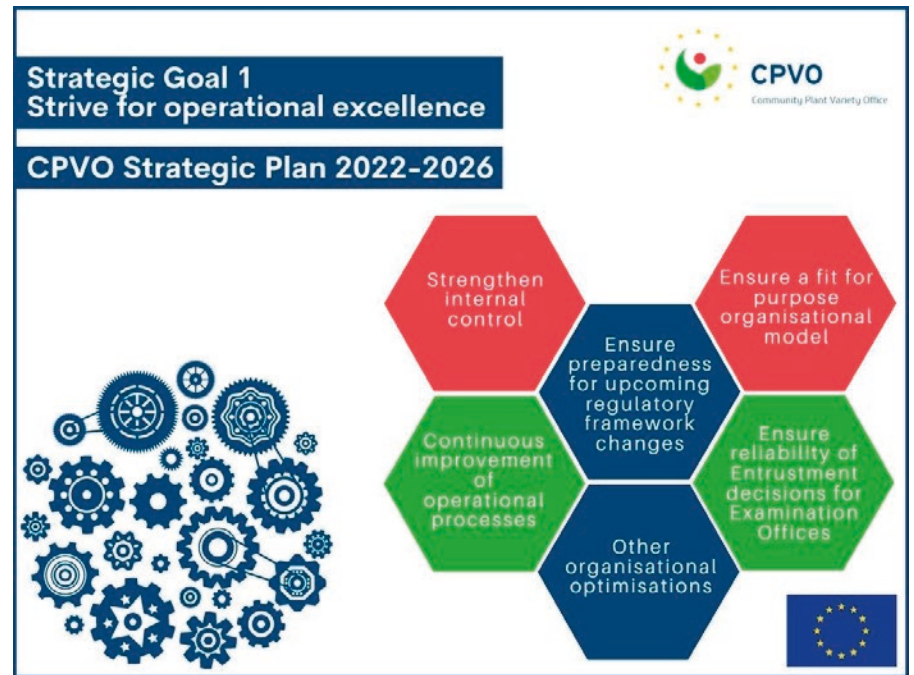 Strategic Goal 1
Strive for operational excellence
CPVO Strategic Plan 2022-2026
CPVO
Community Plant Variety Office
Strengthen
internal
control
Ensure a fit for
purpose
organisational
model
Ensure
preparedness
for upcoming
regulatory
framework
changes
Continuous
improvement
of
operational
processes
Ensure
reliability of
Entrustment
decisions for
Examination
Offices
Other
organisational
optimisations